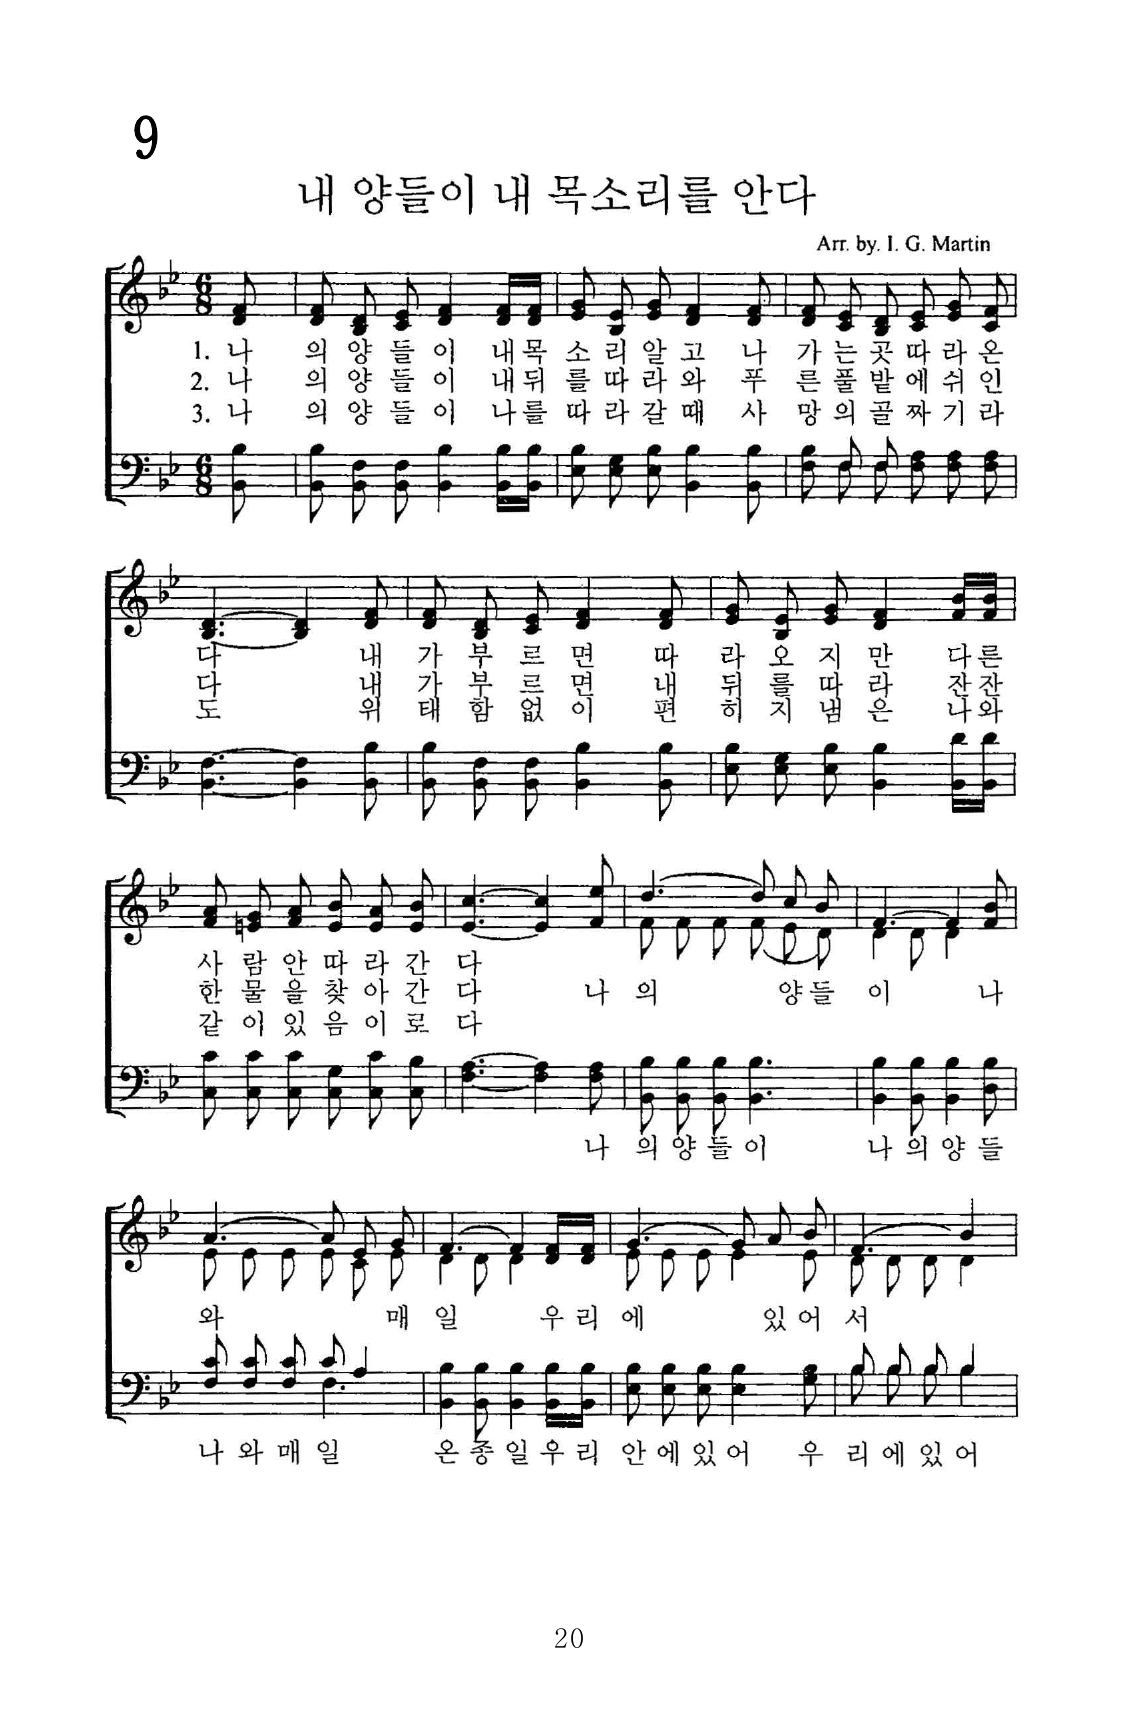 9
내 양들이 내 목소리를 안다
Arr. by. I. G. Martin
1. 나 의 양 들 이 내 목 소 리 알 고 나 가 는 곳 따 라 온
2. 나 의 양 들 이 내 뒤 를 따 라 와 푸 른 풀 밭 에 쉬 인
3. 나 의 양 들 이 나 를 따 라 갈 때 사 망 의 골 짜 기 라
다 내 가 부 르 면 따 라 오 지 만 다 른
다 내 가 부 르 면 내 뒤 를 따 라 잔 잔
도 위 태 함 없 이 편 히 지 냄 은 나 와
사 람 안 따 라 간 다
한 물 을 찾 아 간 다 나 의 양 들 이 나
같 이 있 음 이 로 다
나 의 양 들 이 나 의 양 들
와 매 일 우 리 에 있 어 서
나 와 매 일 온 종 일 우 리 안 에 있 어 우 리 에 있 어
20